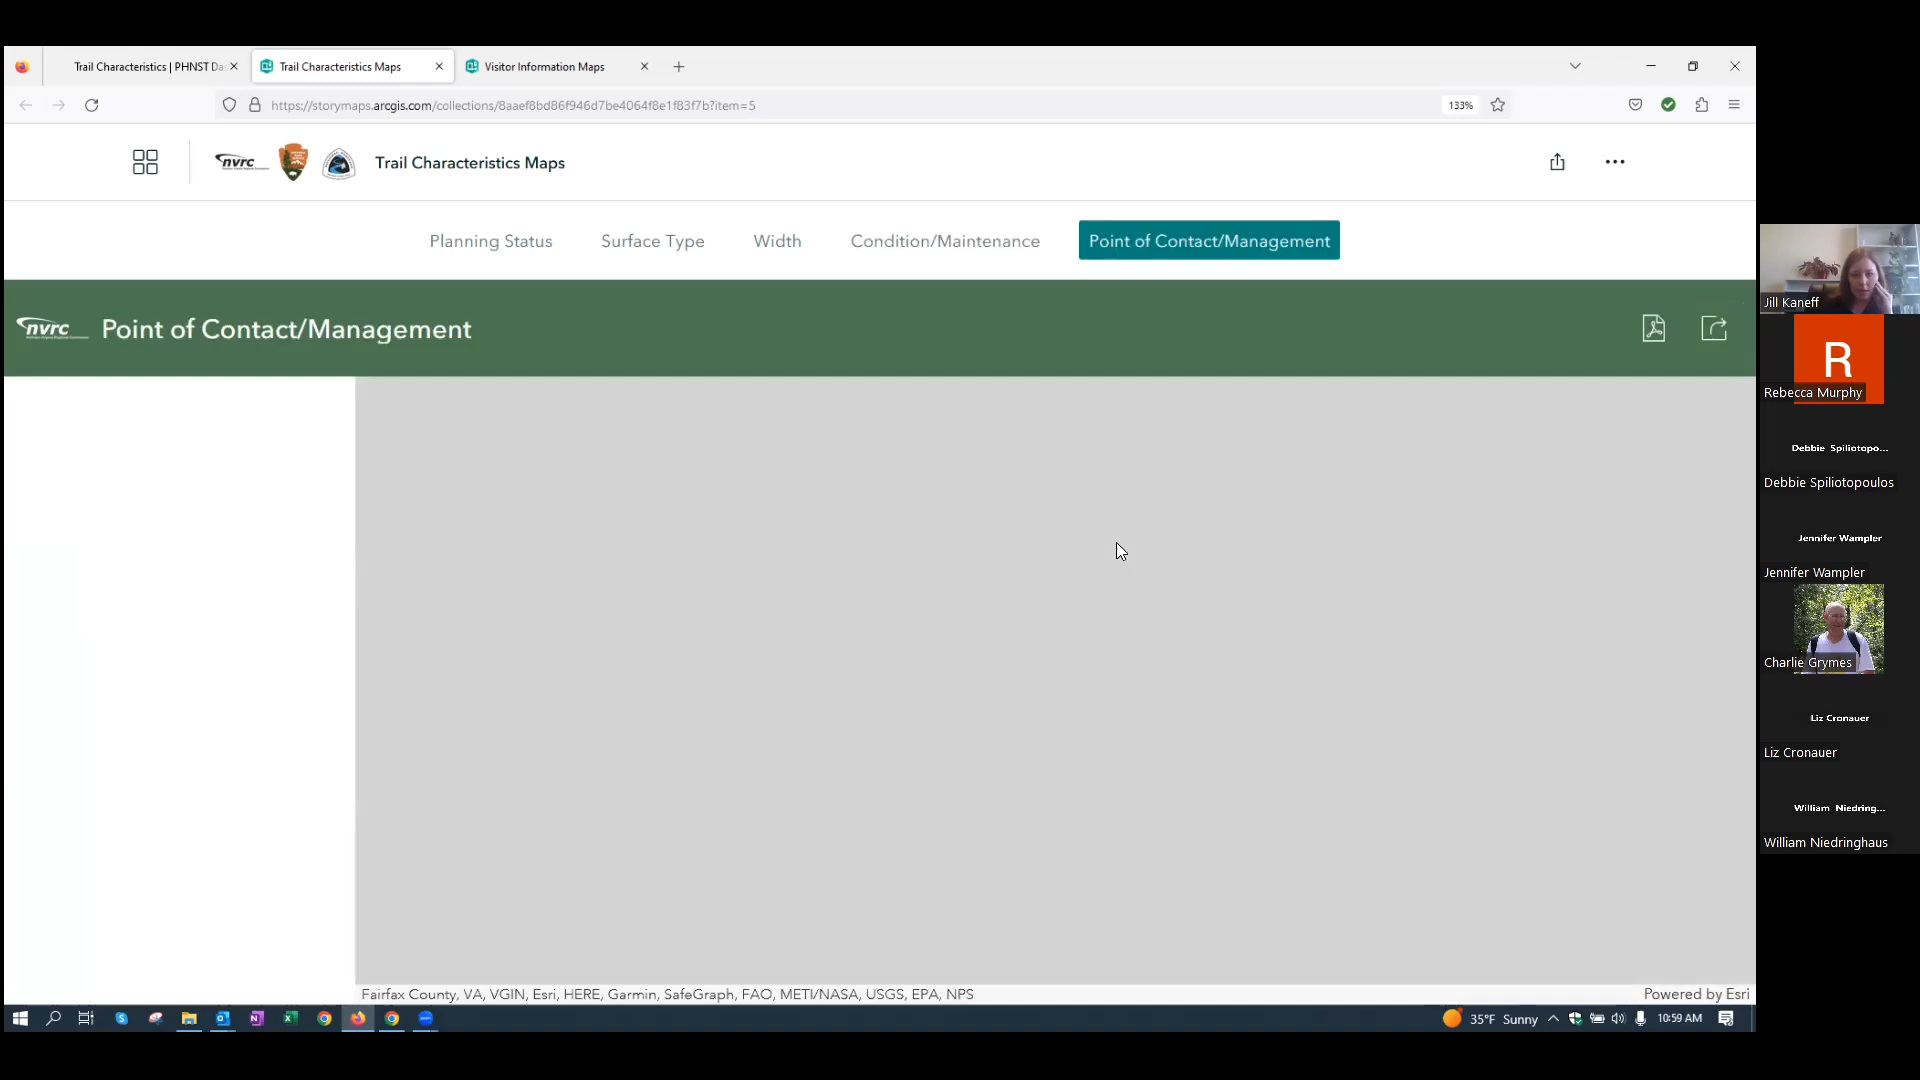 Trail Characteristics | PHNST Da
Trail Characteristics Maps
Visitor Information Maps
https://storymaps.arcgis.com/collections/8aaef8bd86f946d7be4064f8e1f83f7b?item=5
133%
nvrc
Trail Characteristics Maps
Planning Status
Surface Type
Width
Condition/Maintenance
Point of Contact/Management
nvrc
Point of Contact/Management
Jill Kaneff
R
Rebecca Murphy
Debbie Spiliotopo...
Debbie Spiliotopoulos
Jennifer Wampler
Jennifer Wampler
Charlie Grymes
Liz Cronauer
Liz Cronauer
William Niedring...
William Niedringhaus
Fairfax County, VA, VGIN, Esri, HERE, Garmin, SafeGraph, FAO, METI/NASA, USGS, EPA, NPS
Powered by Esri
35°F Sunny
10:59 AM